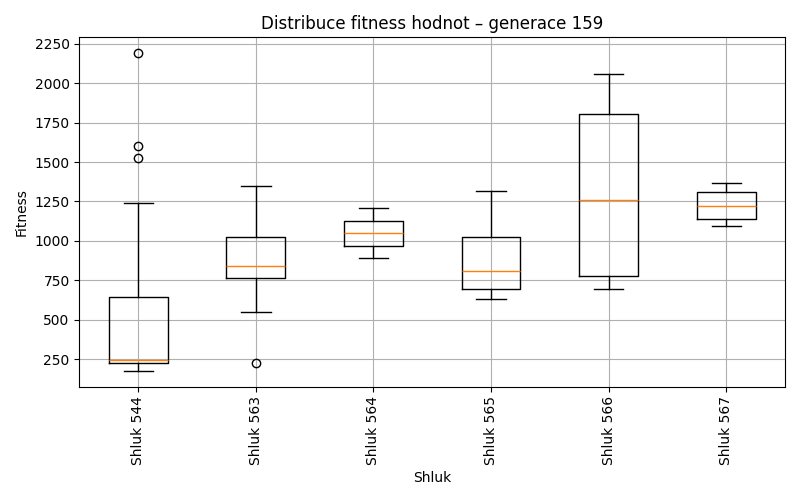 Distribuce fitness hodnot – generace 159
Fitness
2250
2000
1750
1500
1250
1000
750
500
250
Shluk 544
Shluk 563
Shluk 564
Shluk 565
Shluk 566
Shluk 567
Shluk